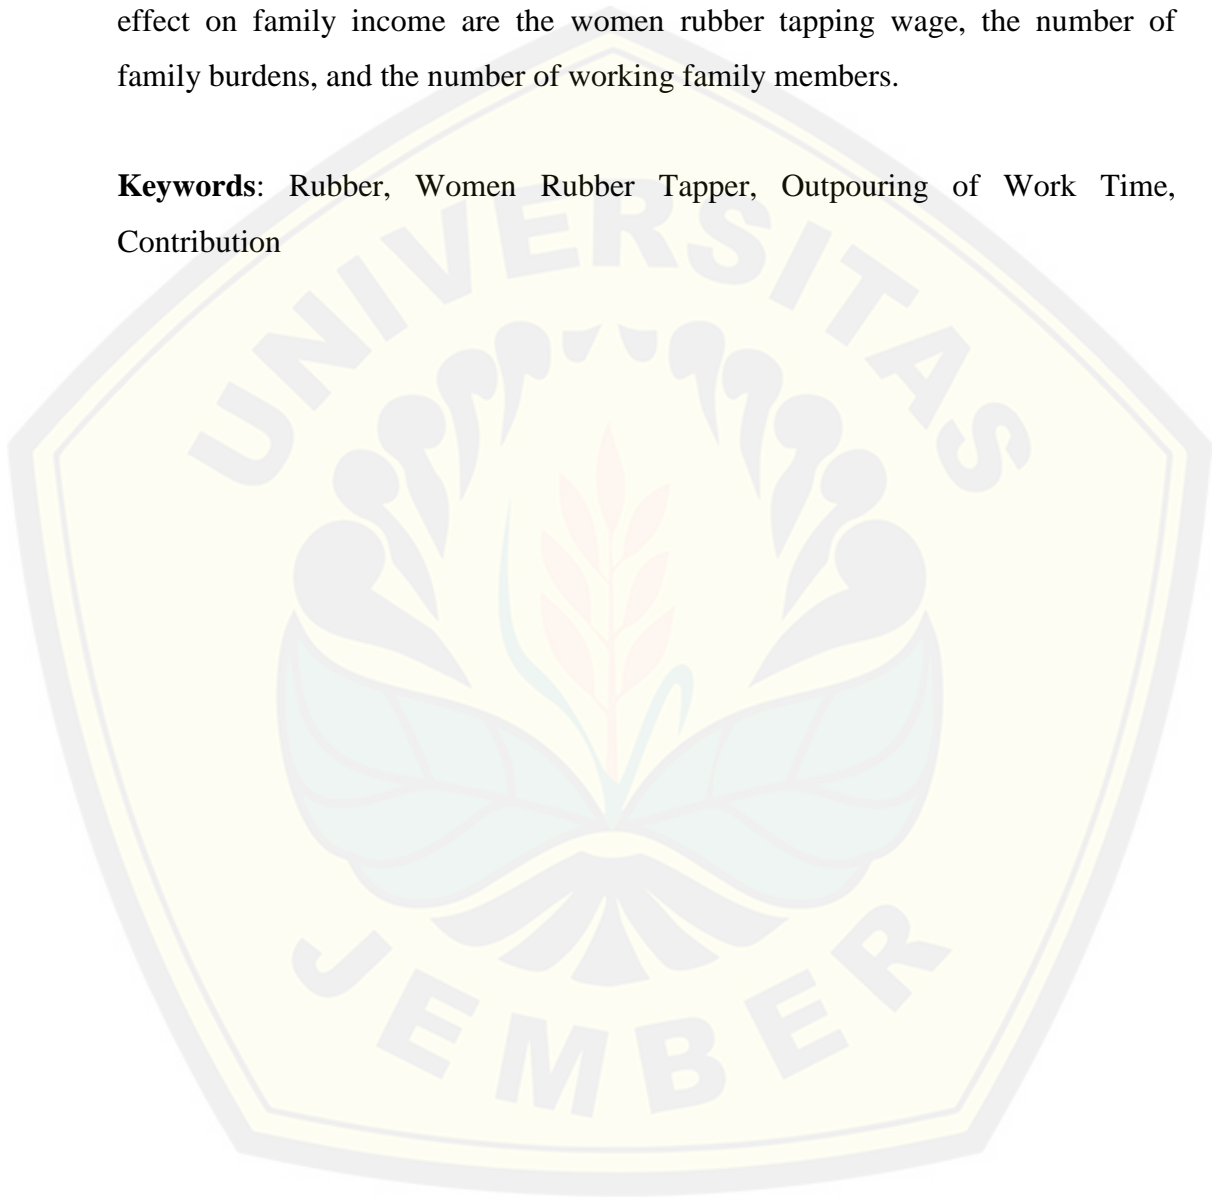 effect on family income are the women rubber tapping wage, the number of
family burdens, and the number of working family members.
Keywords: Rubber, Women Rubber Tapper, Outpouring of Work Time,
Contribution
UNIVERSITAS
JEMBER